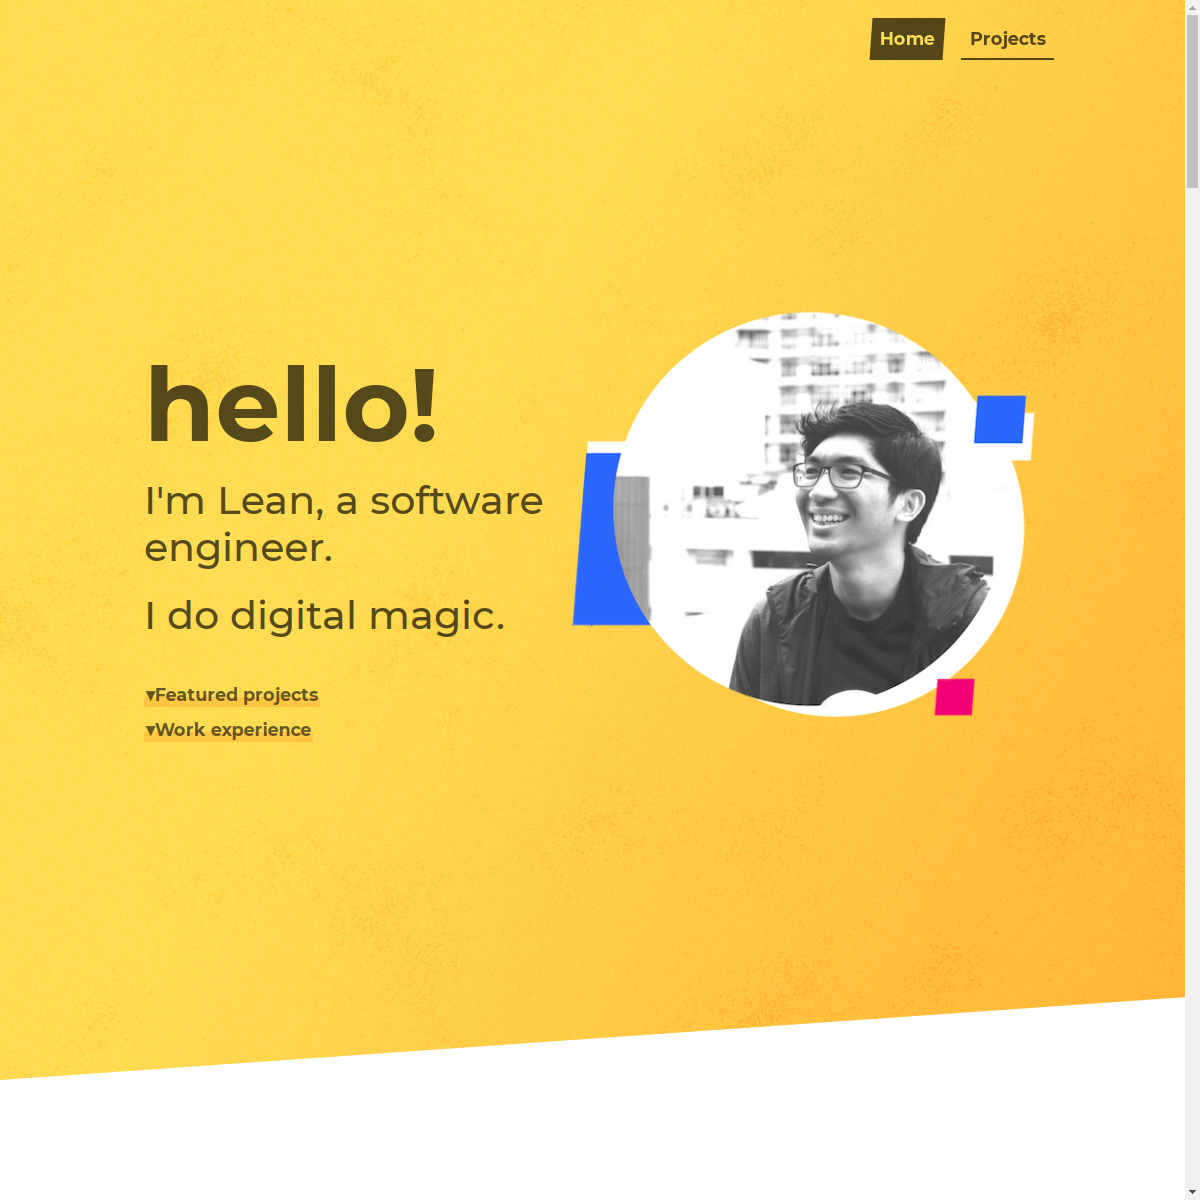 Home Projects
hello!
I'm Lean, a software
engineer.
I do digital magic.
▾Featured projects
▾Work experience